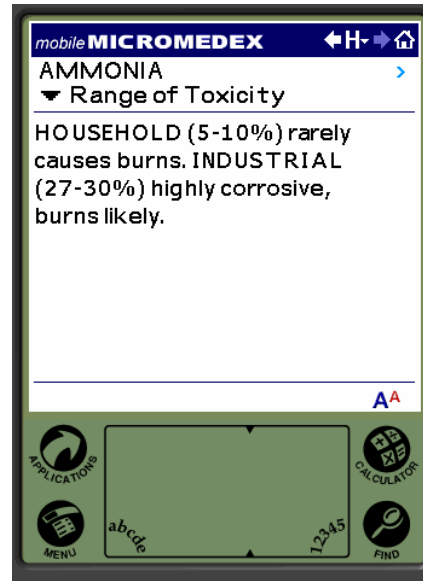 mobile MICROMEDEX H
AMMONIA
Range of Toxicity
HOUSEHOLD (5-10%) rarely
causes burns. INDUSTRIAL
(27-30%) highly corrosive,
burns likely.
AA
APPLICATIONS
CALCULATOR
MENU
abcde
12345
FIND